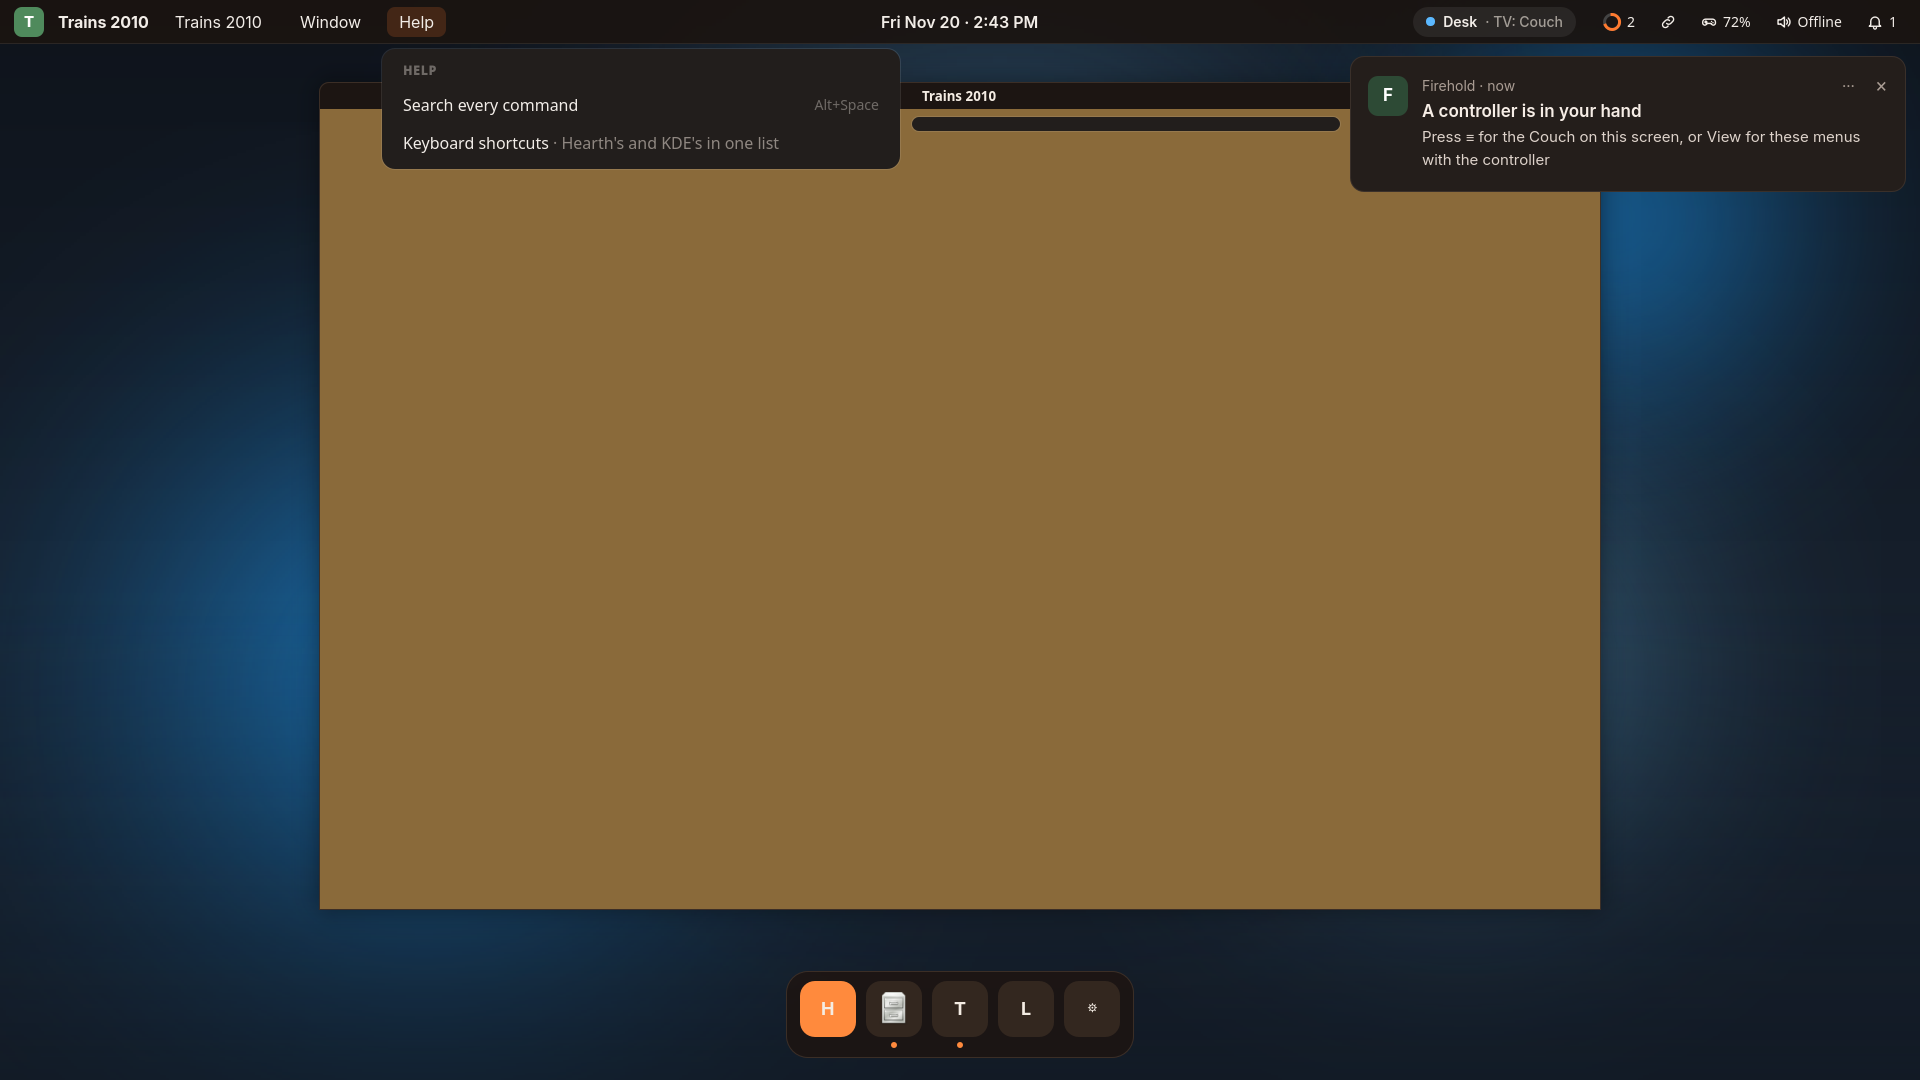 T Trains 2010 Trains 2010 Window Help Fri Nov 20 · 2:43 PM Desk · TV: Couch 2 72% Offline 1
HELP
Search every command Alt+Space
Keyboard shortcuts · Hearth's and KDE's in one list
Trains 2010
F
Firehold · now
A controller is in your hand
Press ≡ for the Couch on this screen, or View for these menus
with the controller
H T L